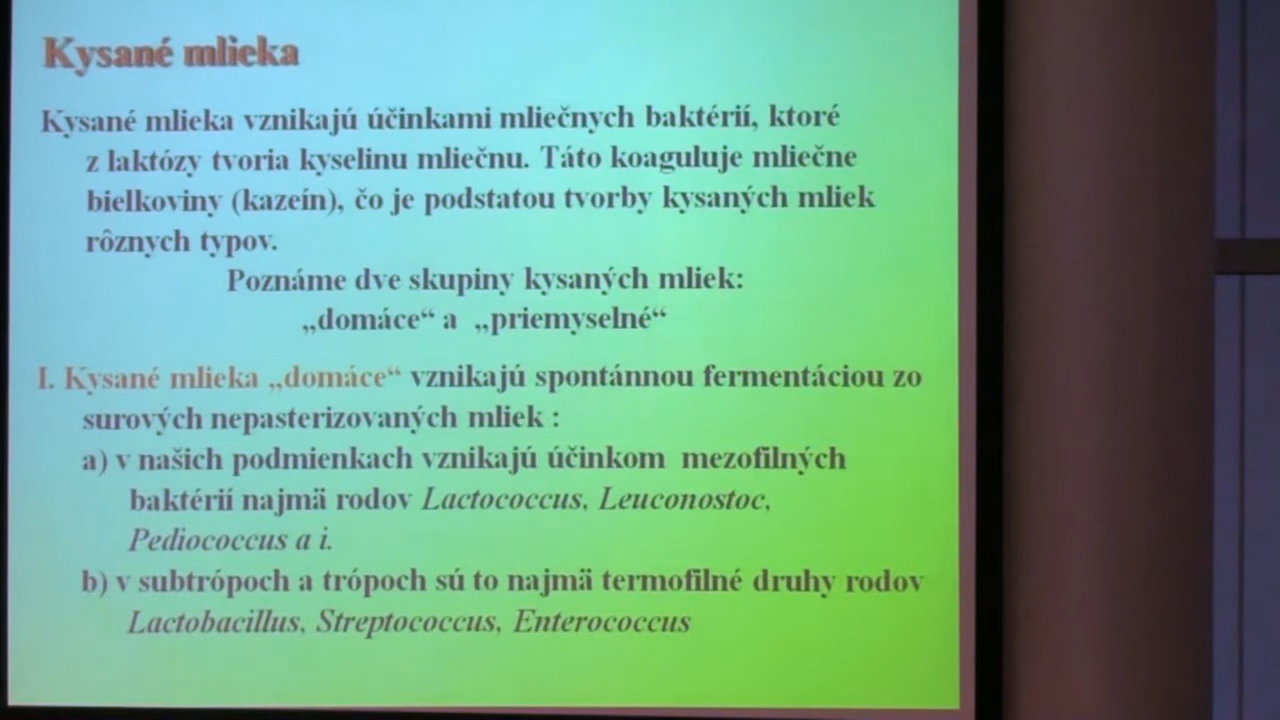 Kysané mlieka
Kysané mlieka vznikajú účinkami mliečnych baktérií, ktoré
z laktózy tvoria kyselinu mliečnu. Táto koaguluje mliečne
bielkoviny (kazeín), čo je podstatou tvorby kysaných mliek
rôznych typov.
Poznáme dve skupiny kysaných mliek:
„domáce“ a „priemyselné“
I. Kysané mlieka „domáce“ vznikajú spontánnou fermentáciou zo
surových nepasterizovaných mliek :
a) v našich podmienkach vznikajú účinkom mezofilných
baktérií najmä rodov Lactococcus, Leuconostoc,
Pediococcus a i.
b) v subtrópoch a trópoch sú to najmä termofilné druhy rodov
Lactobacillus, Streptococcus, Enterococcus